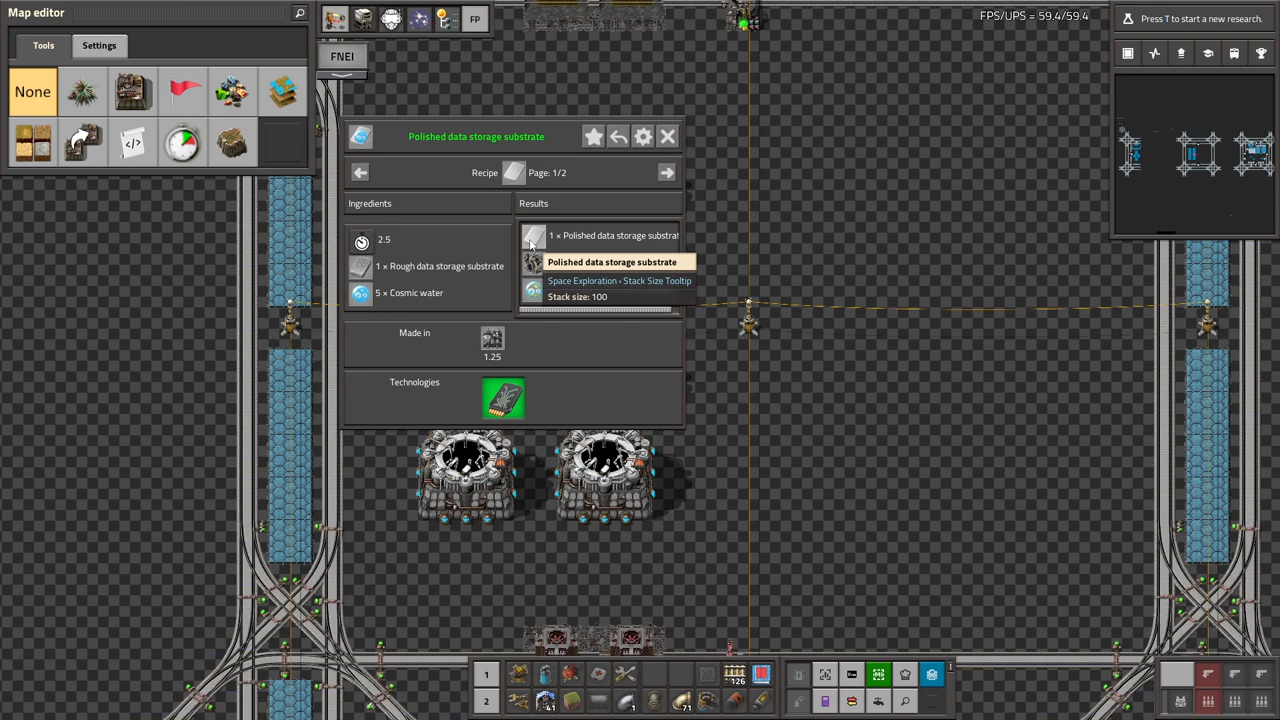 Map editor
FP
FPS/UPS = 59.4/59.4
Press T to start a new research.
Tools
Settings
FNEI
None
</>
Polished data storage substrate
Recipe
Page: 1/2
Ingredients
Results
2.5
1 × Polished data storage substrat
1 × Rough data storage substrate
Polished data storage substrate
Space Exploration › Stack Size Tooltip
5 × Cosmic water
Stack size: 100
Made in
1.25
Technologies
1
126
MS
2
41
1
71